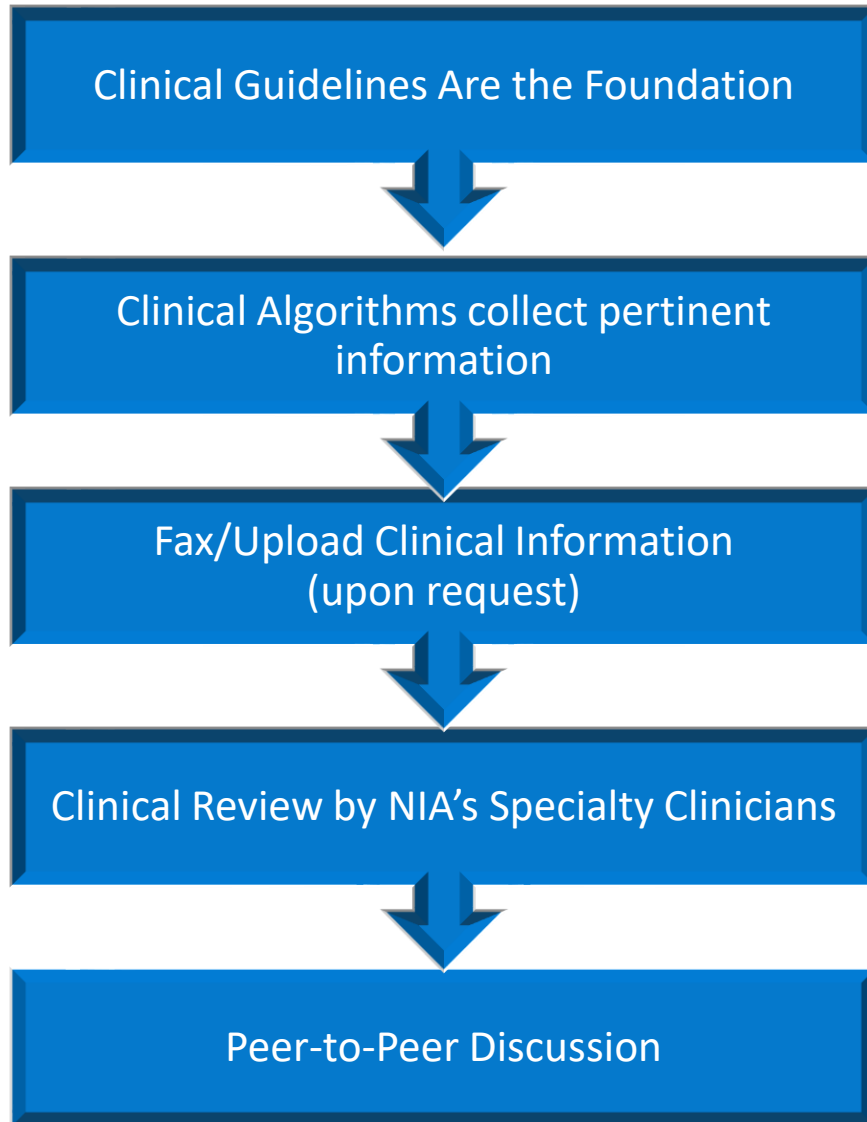 Clinical Guidelines Are the Foundation
Clinical Algorithms collect pertinent
information
Fax/Upload Clinical Information
(upon request)
Clinical Review by NIA’s Specialty Clinicians
Peer-to-Peer Discussion